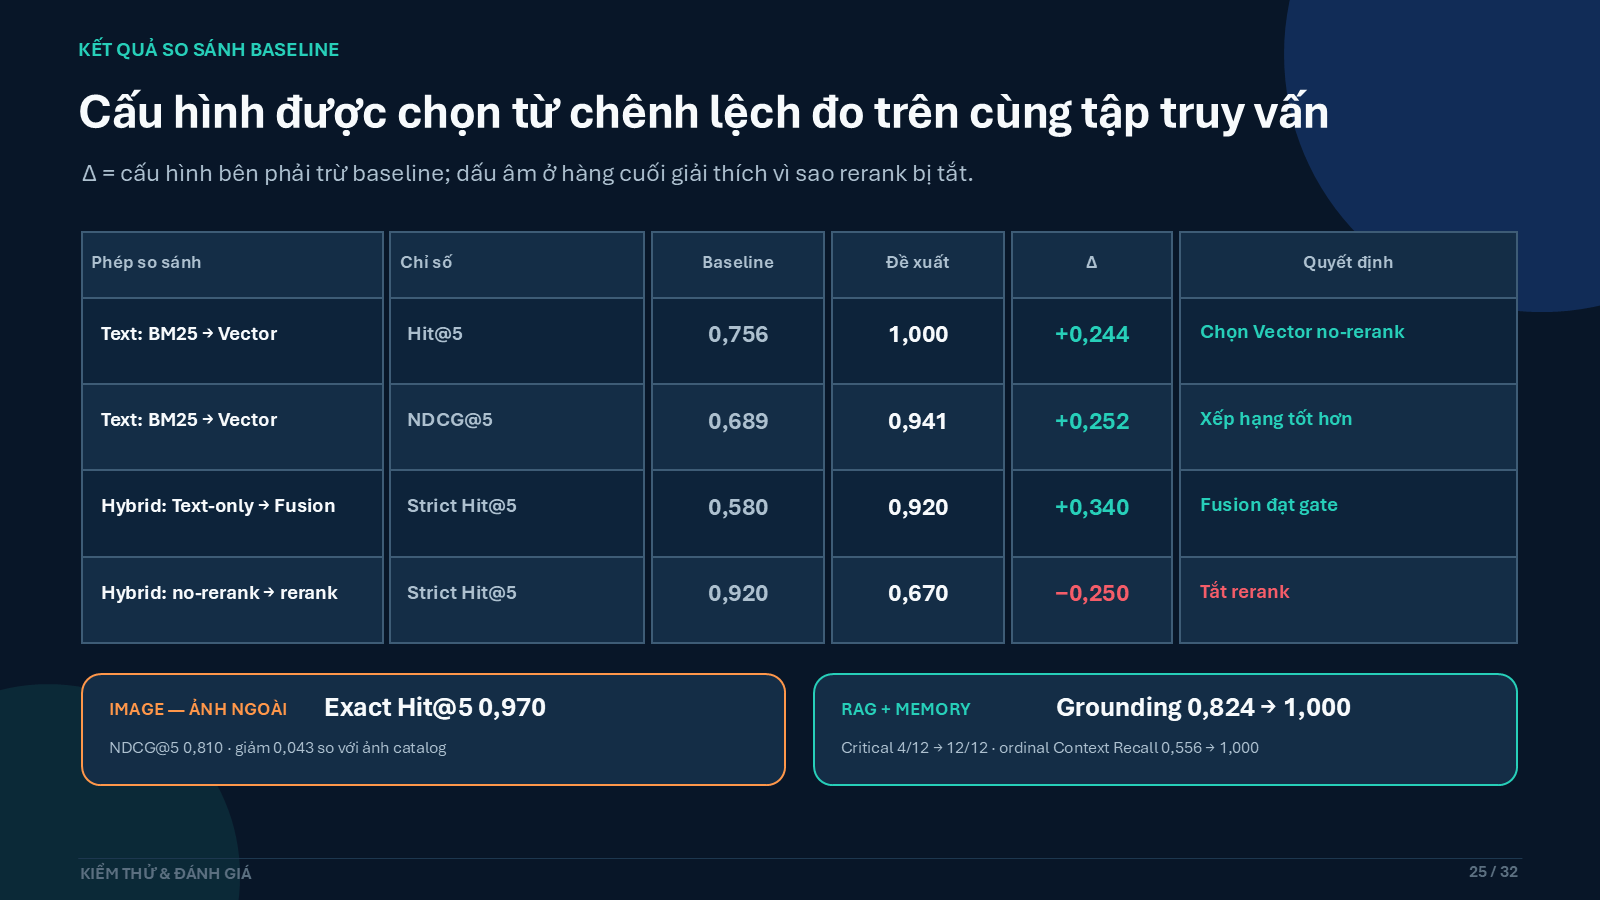 KẾT QUẢ SO SÁNH BASELINE
Cấu hình được chọn từ chênh lệch đo trên cùng tập truy vấn
Δ = cấu hình bên phải trừ baseline; dấu âm ở hàng cuối giải thích vì sao rerank bị tắt.
Phép so sánh Chỉ số Baseline Đề xuất Δ Quyết định
Text: BM25 → Vector Hit@5 0,756 1,000 +0,244 Chọn Vector no-rerank
Text: BM25 → Vector NDCG@5 0,689 0,941 +0,252 Xếp hạng tốt hơn
Hybrid: Text-only → Fusion Strict Hit@5 0,580 0,920 +0,340 Fusion đạt gate
Hybrid: no-rerank → rerank Strict Hit@5 0,920 0,670 −0,250 Tắt rerank
IMAGE — ẢNH NGOÀI Exact Hit@5 0,970
NDCG@5 0,810 · giảm 0,043 so với ảnh catalog
RAG + MEMORY Grounding 0,824 → 1,000
Critical 4/12 → 12/12 · ordinal Context Recall 0,556 → 1,000
KIỂM THỬ & ĐÁNH GIÁ 25 / 32